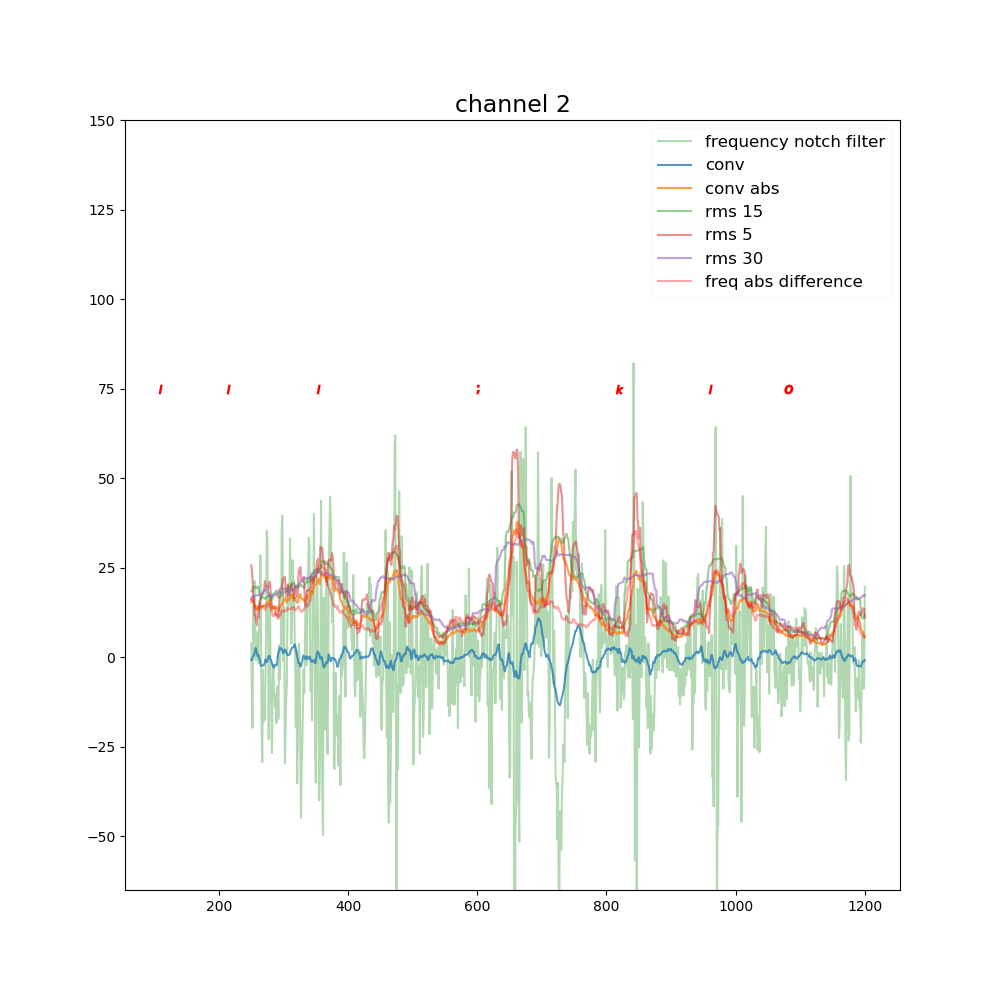 channel 2
150
125
100
75
50
25
0
−25
−50
frequency notch filter
conv
conv abs
rms 15
rms 5
rms 30
freq abs difference
l l l ; k l o
200 400 600 800 1000 1200